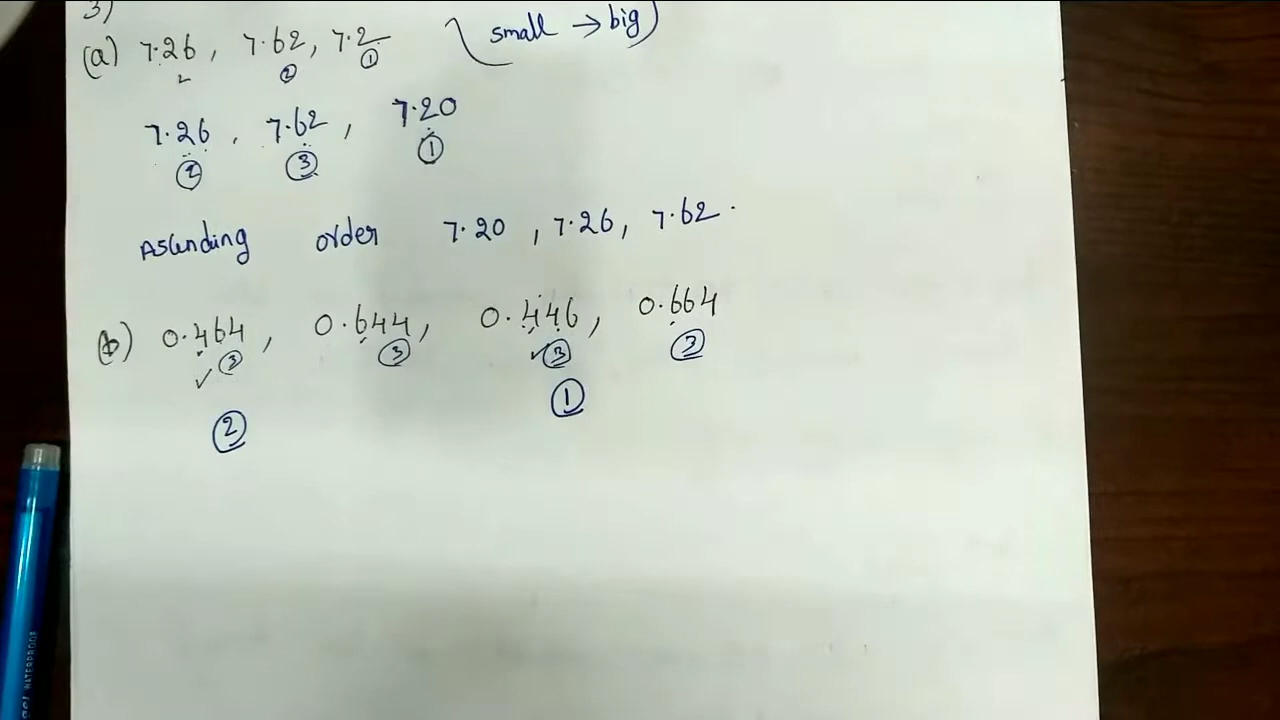 3)
(a) 7.26, 7.62, 7.2 (small → big)
② ①
7.26, 7.62, 7.20
② ③ ①
Ascending order 7.20, 7.26, 7.62.
(b) 0.464, 0.644, 0.446, 0.664
③ ③ ✓③ ③
✓
② ①
WATERPROOF